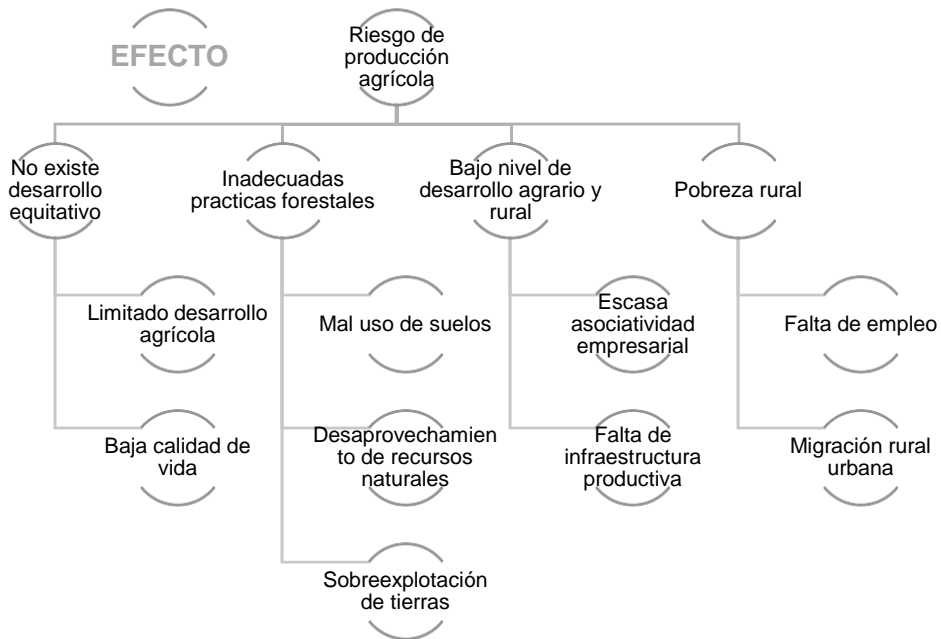 EFECTO
Riesgo de
producción
agrícola
No existe
desarrollo
equitativo
Inadecuadas
practicas forestales
Bajo nivel de
desarrollo agrario y
rural
Pobreza rural
Limitado desarrollo
agrícola
Mal uso de suelos
Escasa
asociatividad
empresarial
Falta de empleo
Baja calidad de
vida
Desaprovechamien
to de recursos
naturales
Falta de
infraestructura
productiva
Migración rural
urbana
Sobreexplotación
de tierras